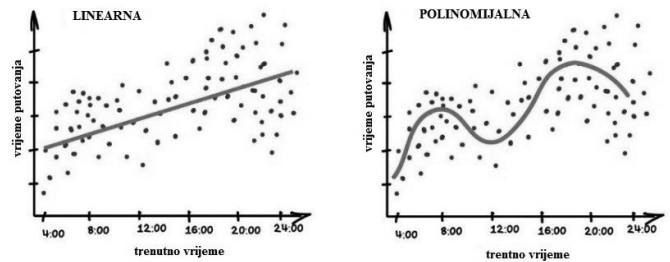 LINEARNA
vrijeme putovanja
4:00 8:00 12:00 16:00 20:00 24:00
trenutno vrijeme
POLINOMIJALNA
vrijeme putovanja
4:00 8:00 12:00 16:00 20:00 24:00
trentno vrijeme